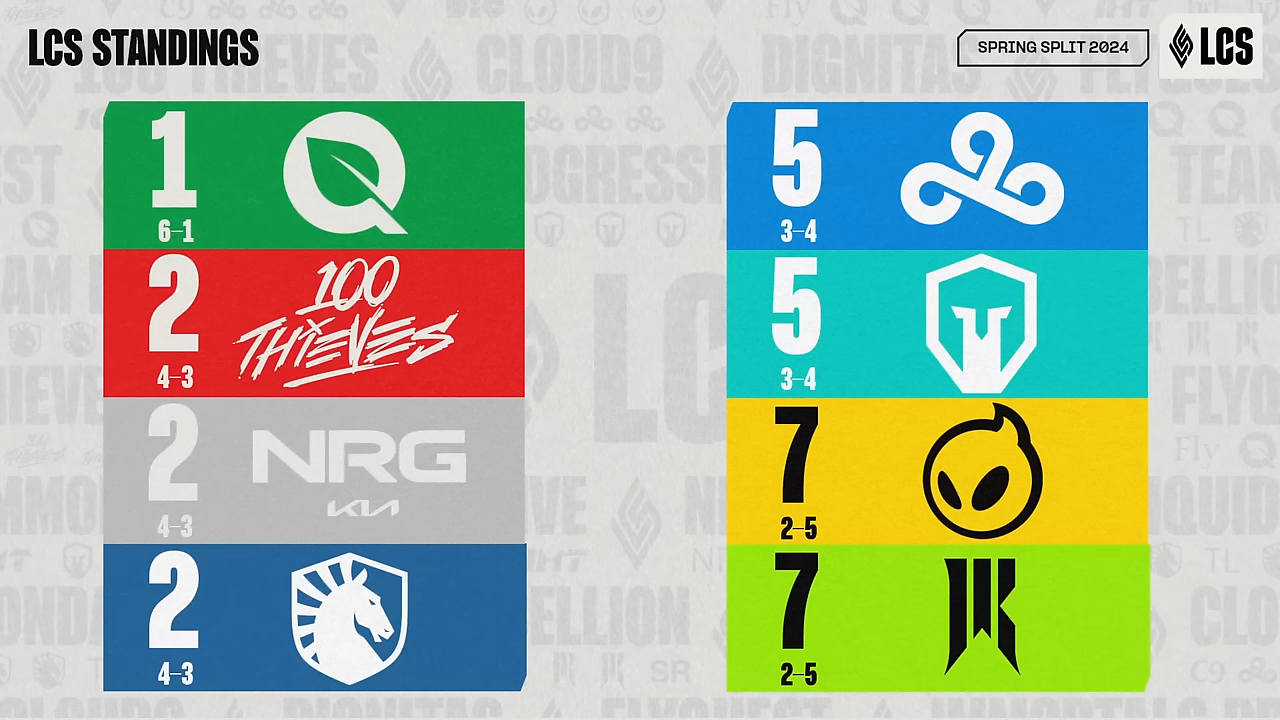 LCS STANDINGS
SPRING SPLIT 2024
LCS
1
6–1
2
4–3
100
THIEVES
2
4–3
NRG
KIA
2
4–3
5
3–4
5
3–4
7
2–5
7
2–5